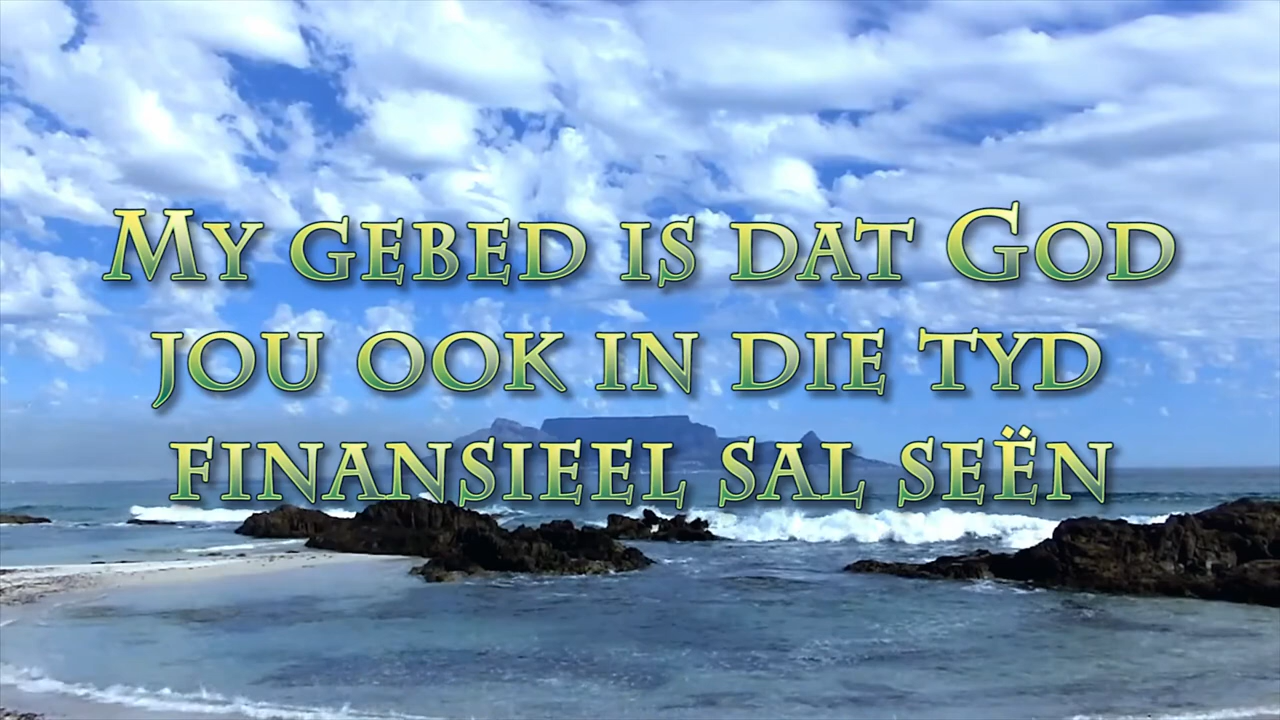 My gebed is dat God
jou ook in die tyd
finansieel sal seën